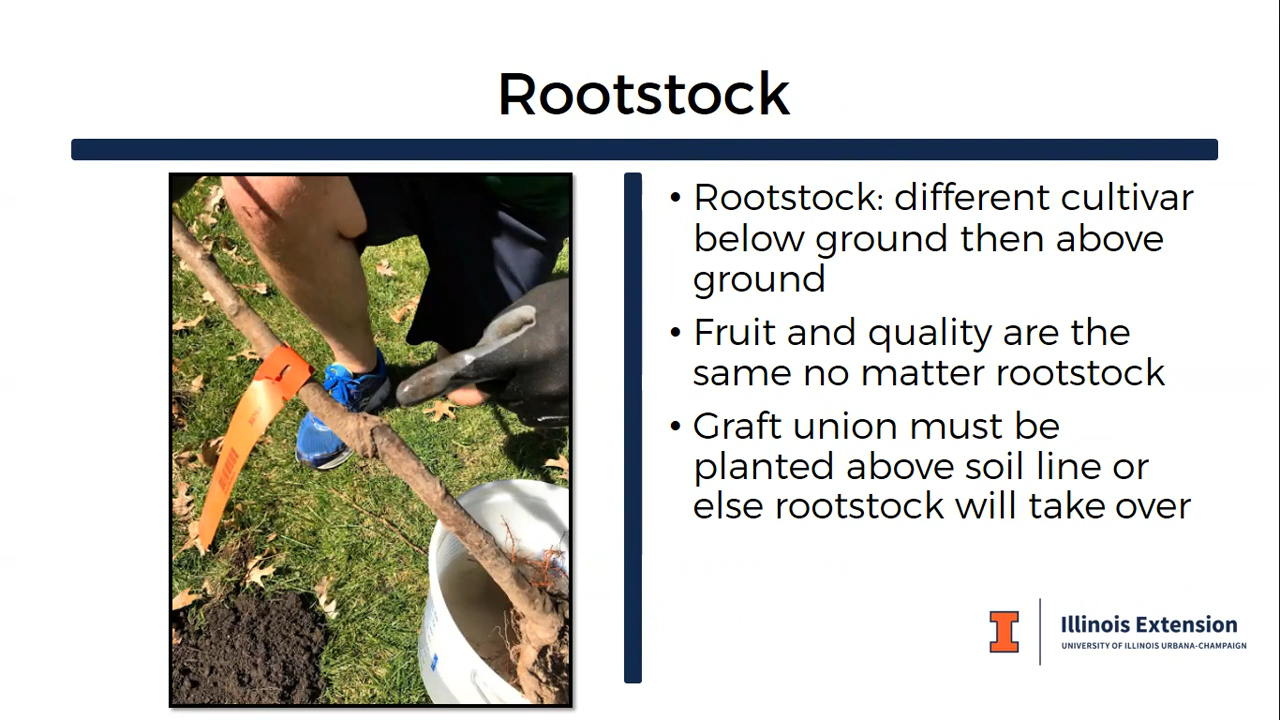 Rootstock
• Rootstock: different cultivar
below ground then above
ground
• Fruit and quality are the
same no matter rootstock
• Graft union must be
planted above soil line or
else rootstock will take over
I
Illinois Extension
UNIVERSITY OF ILLINOIS URBANA-CHAMPAIGN